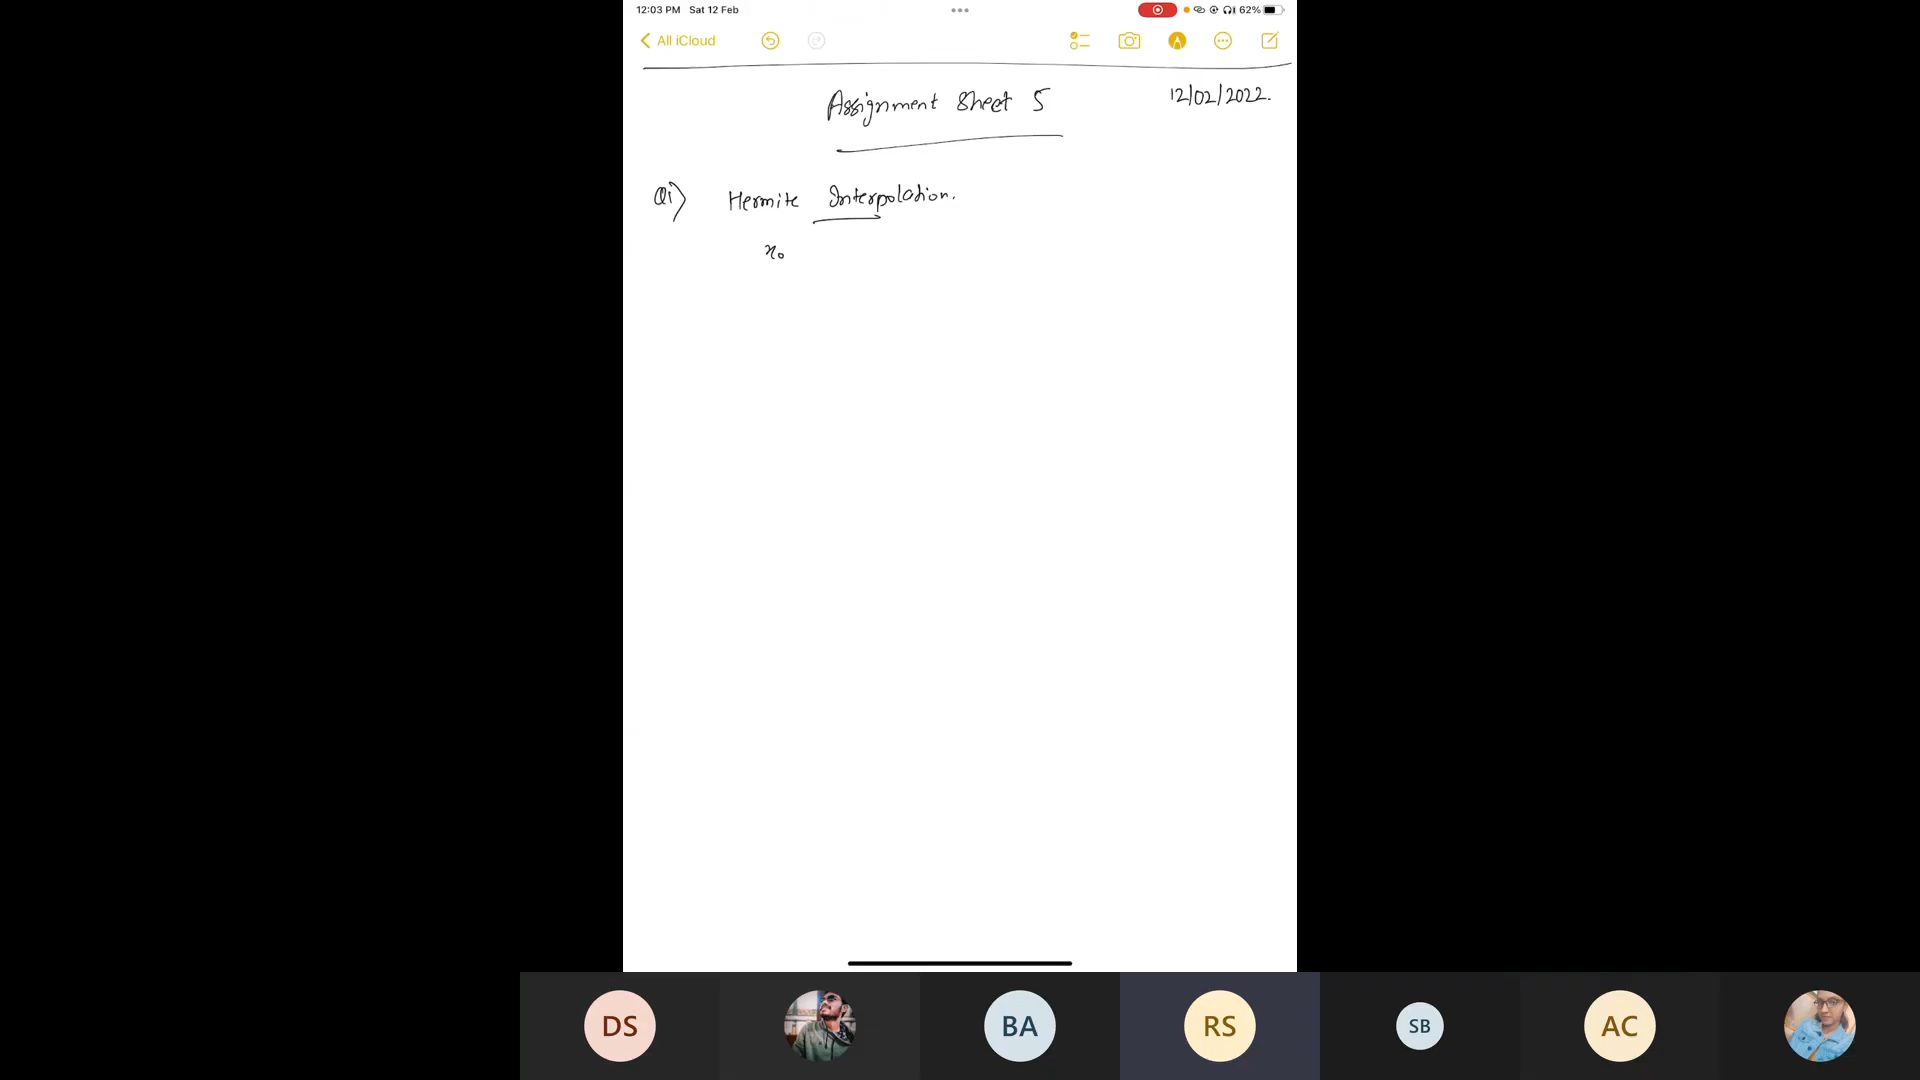 12:03 PM Sat 12 Feb
62%
All iCloud
Assignment Sheet 5
12/02/2022.
Q1) Hermite Interpolation.
x₀
DS
BA
RS
SB
AC